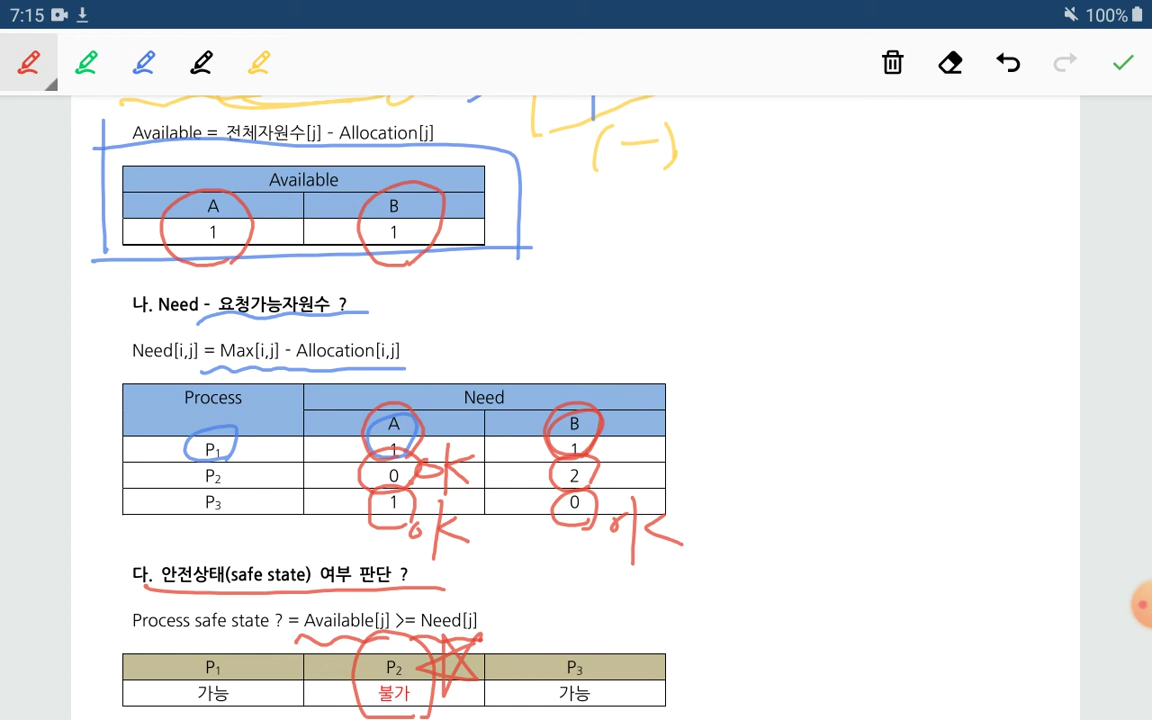 7:15 100%
(-)
Available = 전체자원수[j] - Allocation[j]
Available
A B
1 1
나. Need - 요청가능자원수 ?
Need[i,j] = Max[i,j] - Allocation[i,j]
Process Need
A B
P1 1 1
P2 0 2
oK
P3 1 0
oK oK
다. 안전상태(safe state) 여부 판단 ?
Process safe state ? = Available[j] >= Need[j]
P1 P2 P3
가능 불가 가능